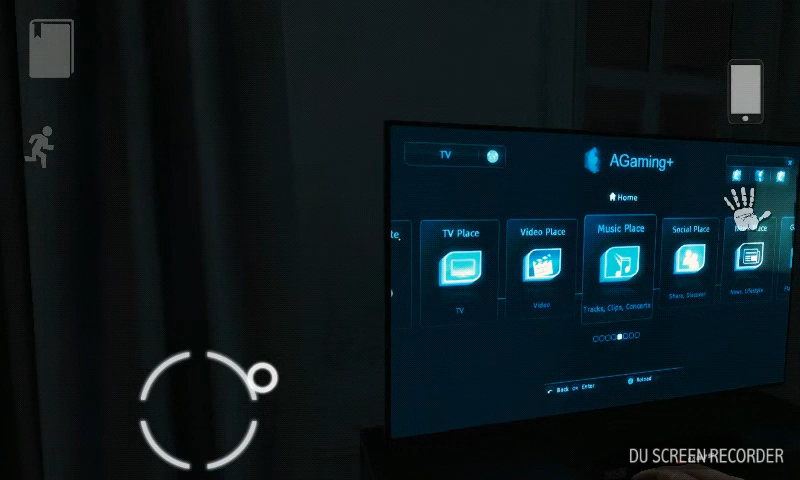 TV
AGaming+
Home
TV Place
TV
Video Place
Video
Music Place
Tracks, Clips, Concerts
Social Place
Share, Discover
News, Lifestyle
Back or Enter
Reload
DU SCREEN RECORDER